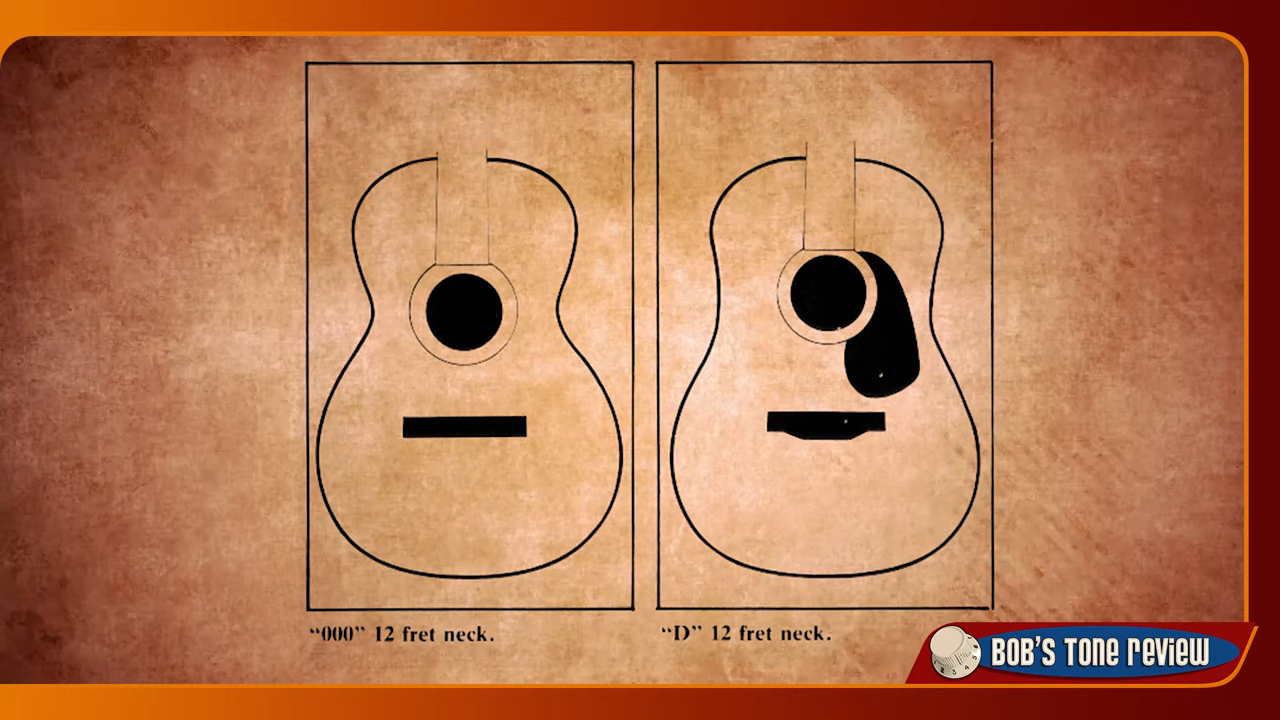 “000” 12 fret neck.
“D” 12 fret neck.
BOB'S TONE REVIEW